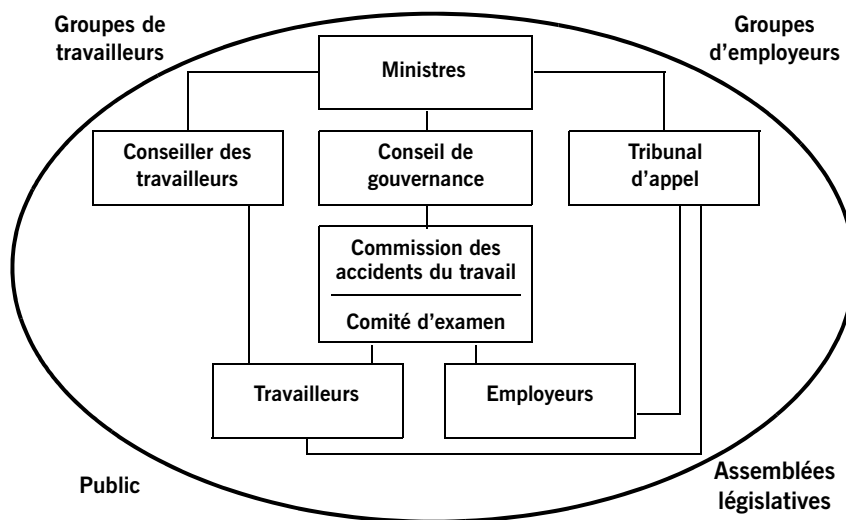 Groupes de
travailleurs
Groupes
d'employeurs
Ministres
Conseiller des
travailleurs
Conseil de
gouvernance
Tribunal
d'appel
Commission des
accidents du travail
Comité d'examen
Travailleurs
Employeurs
Public
Assemblées
législatives